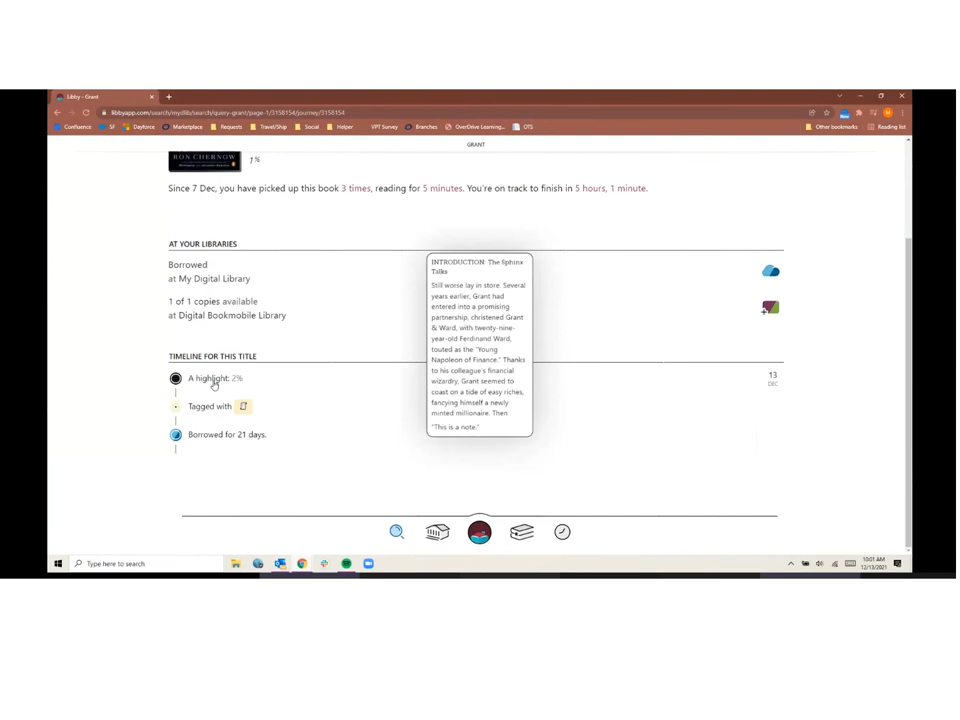 Libby - Grant
libbyapp.com/search/mydlib/search/query-grant/page-1/3158154/journey/3158154
Confluence SF Dayforce Marketplace Requests Travel/Ship Social Helper VPT Survey Branches OverDrive Learning... OTS Other bookmarks Reading list
GRANT
RON CHERNOW
1%
Since 7 Dec, you have picked up this book 3 times, reading for 5 minutes. You're on track to finish in 5 hours, 1 minute.
AT YOUR LIBRARIES
Borrowed
at My Digital Library
1 of 1 copies available
at Digital Bookmobile Library
INTRODUCTION: The Sphinx
Talks
Still worse lay in store. Several
years earlier, Grant had
entered into a promising
partnership, christened Grant
& Ward, with twenty-nine-
year-old Ferdinand Ward,
touted as the "Young
Napoleon of Finance." Thanks
to his colleague's financial
wizardry, Grant seemed to
coast on a tide of easy riches,
fancying himself a newly
minted millionaire. Then
"This is a note."
TIMELINE FOR THIS TITLE
A highlight: 2%
13
DEC
Tagged with
Borrowed for 21 days.
Type here to search
10:01 AM
12/13/2021